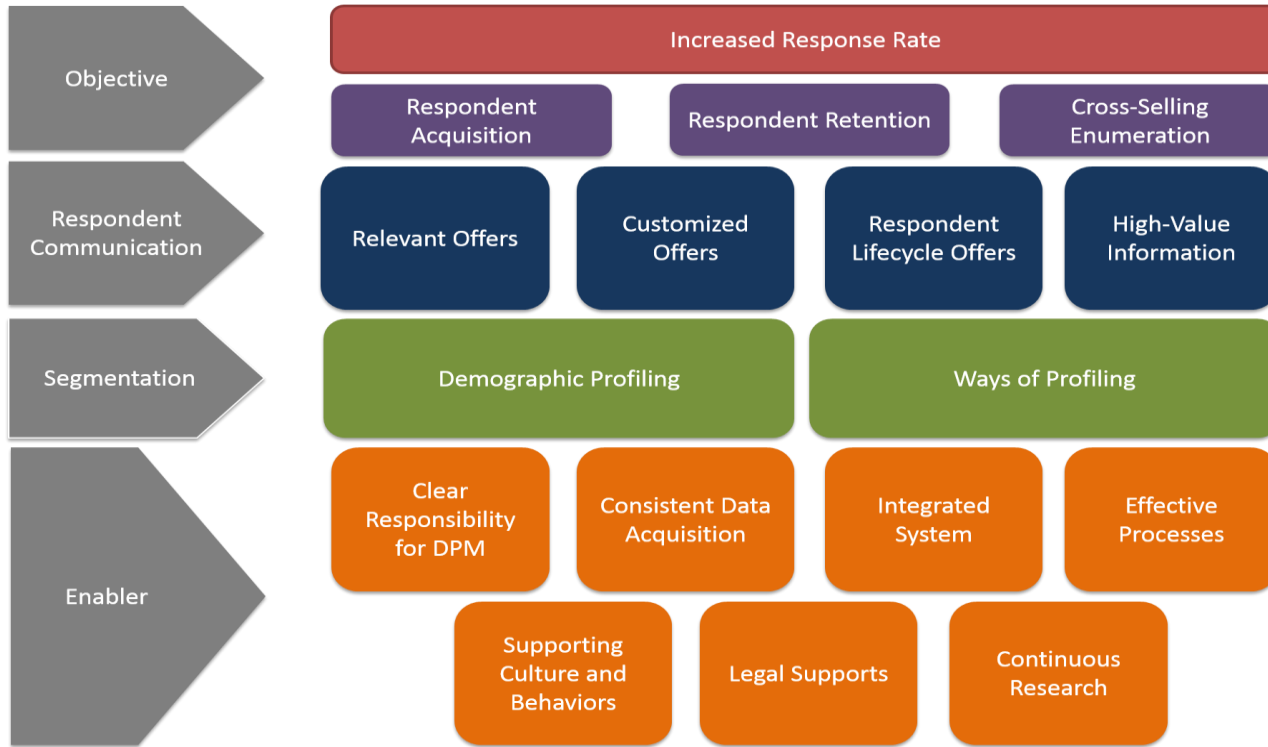 Objective
Increased Response Rate
Respondent
Acquisition
Respondent Retention
Cross-Selling
Enumeration
Respondent
Communication
Relevant Offers
Customized
Offers
Respondent
Lifecycle Offers
High-Value
Information
Segmentation
Demographic Profiling
Ways of Profiling
Enabler
Clear
Responsibility
for DPM
Consistent Data
Acquisition
Integrated
System
Effective
Processes
Supporting
Culture and
Behaviors
Legal Supports
Continuous
Research